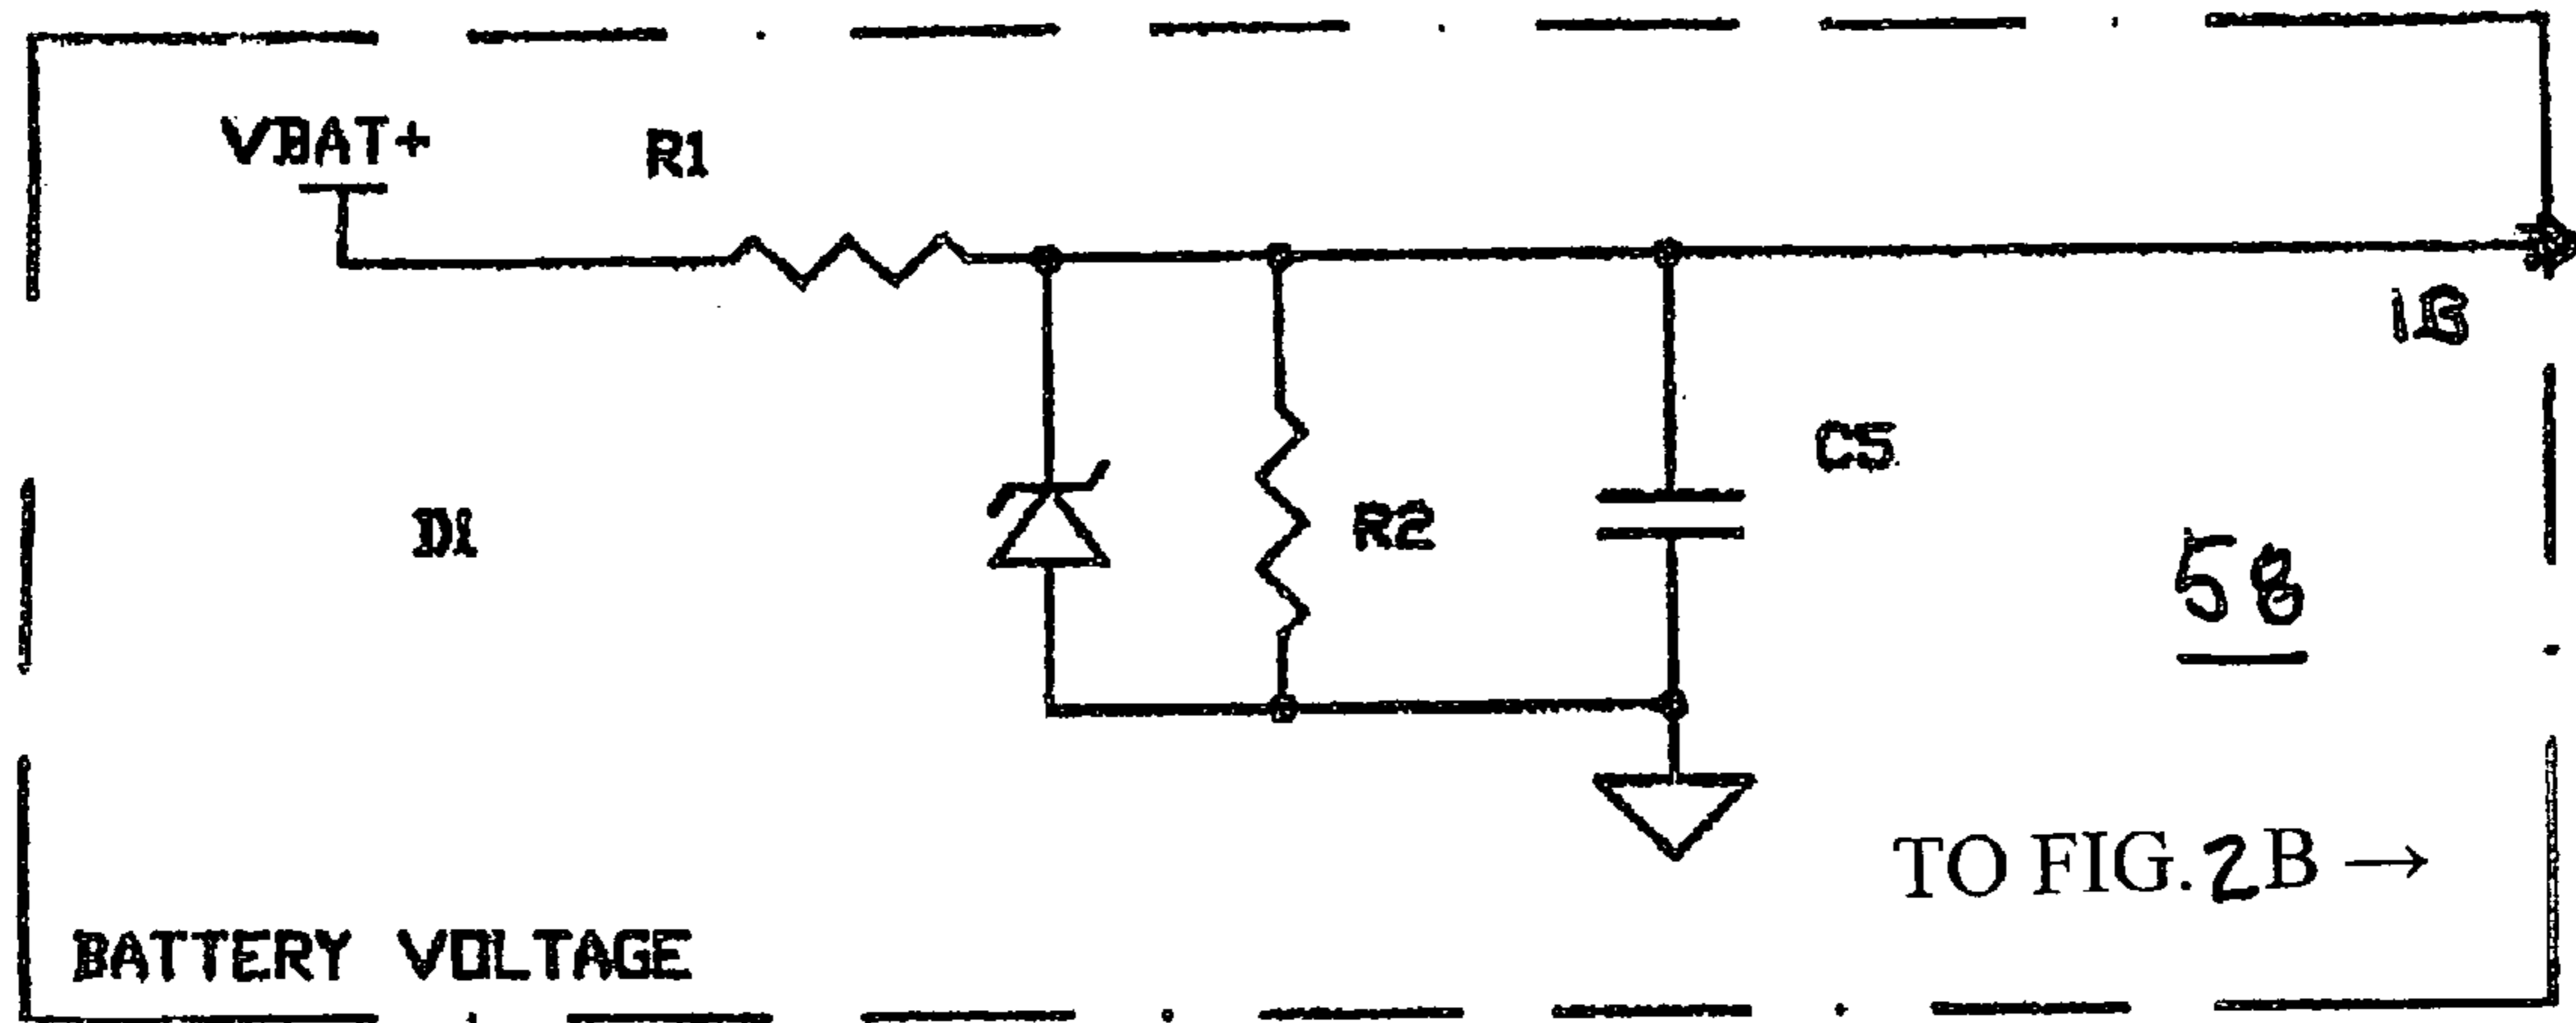 VBAT+
R1
1B
C5
D1
R2
58
TO FIG. 2B →
BATTERY VOLTAGE